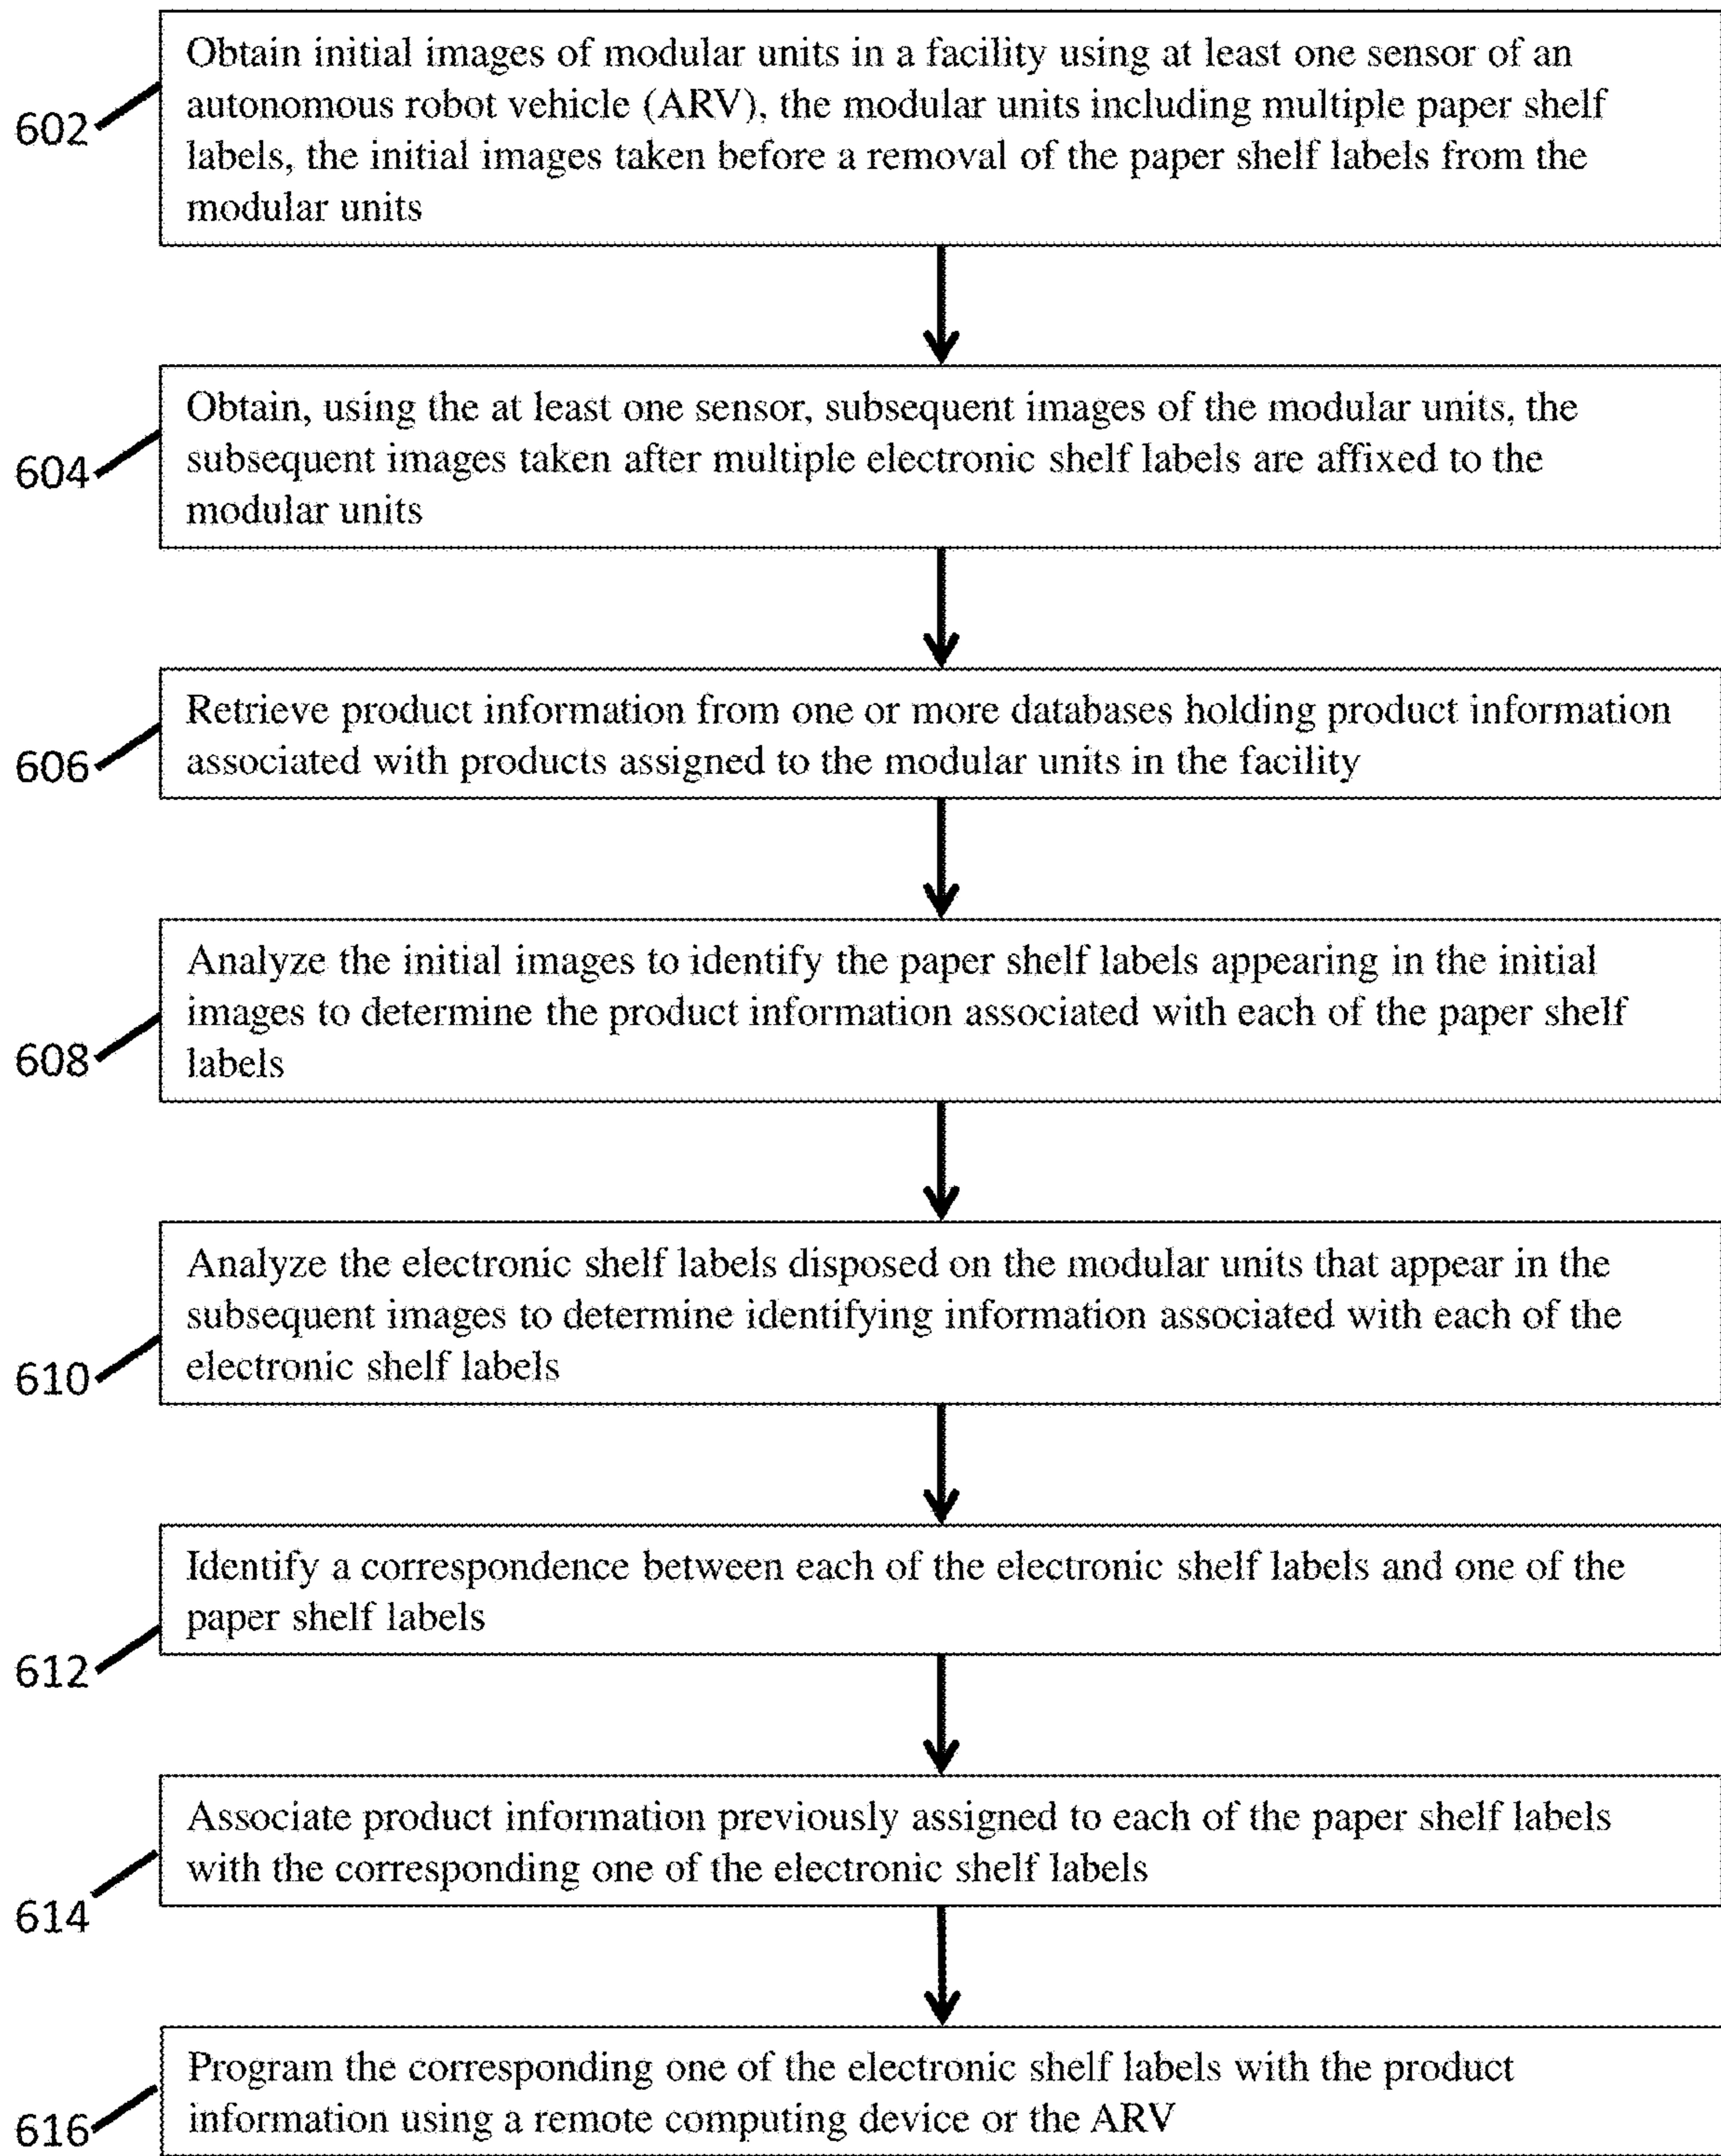 602
Obtain initial images of modular units in a facility using at least one sensor of an
autonomous robot vehicle (ARV), the modular units including multiple paper shelf
labels, the initial images taken before a removal of the paper shelf labels from the
modular units
604
Obtain, using the at least one sensor, subsequent images of the modular units, the
subsequent images taken after multiple electronic shelf labels are affixed to the
modular units
606
Retrieve product information from one or more databases holding product information
associated with products assigned to the modular units in the facility
608
Analyze the initial images to identify the paper shelf labels appearing in the initial
images to determine the product information associated with each of the paper shelf
labels
610
Analyze the electronic shelf labels disposed on the modular units that appear in the
subsequent images to determine identifying information associated with each of the
electronic shelf labels
612
Identify a correspondence between each of the electronic shelf labels and one of the
paper shelf labels
614
Associate product information previously assigned to each of the paper shelf labels
with the corresponding one of the electronic shelf labels
616
Program the corresponding one of the electronic shelf labels with the product
information using a remote computing device or the ARV